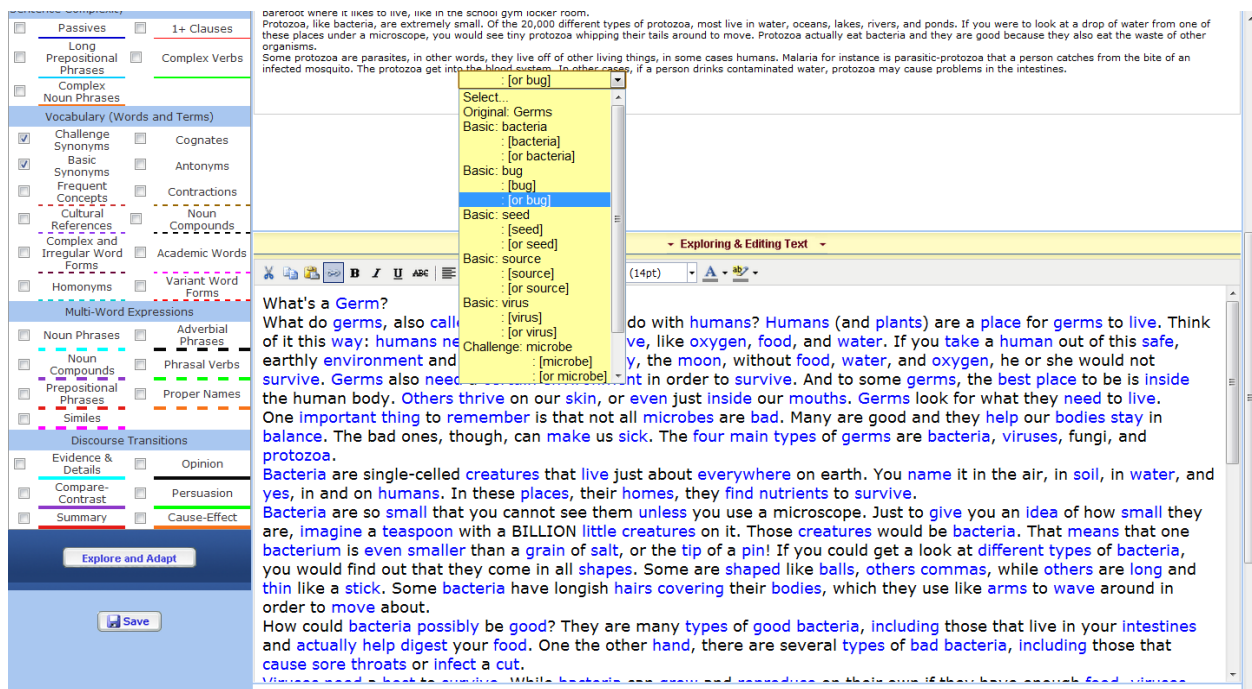 Sentence Complexity)
Passives
1+ Clauses
Long
Prepositional
Phrases
Complex Verbs
Complex
Noun Phrases
Vocabulary (Words and Terms)
Challenge
Synonyms
Cognates
Basic
Synonyms
Antonyms
Frequent
Concepts
Contractions
Cultural
References
Noun
Compounds
Complex and
Irregular Word
Forms
Academic Words
Homonyms
Variant Word
Forms
Multi-Word Expressions
Noun Phrases
Adverbial
Phrases
Noun
Compounds
Phrasal Verbs
Prepositional
Phrases
Proper Names
Similes
Discourse Transitions
Evidence &
Details
Opinion
Compare-
Contrast
Persuasion
Summary
Cause-Effect
Explore and Adapt
Save
barefoot where it likes to live, like in the school gym locker room.
Protozoa, like bacteria, are extremely small. Of the 20,000 different types of protozoa, most live in water, oceans, lakes, rivers, and ponds. If you were to look at a drop of water from one of
these places under a microscope, you would see tiny protozoa whipping their tails around to move. Protozoa actually eat bacteria and they are good because they also eat the waste of other
organisms.
Some protozoa are parasites, in other words, they live off of other living things, in some cases humans. Malaria for instance is parasitic-protozoa that a person catches from the bite of an
infected mosquito. The protozoa get into the blood system. In other cases, if a person drinks contaminated water, protozoa may cause problems in the intestines.
: [or bug]
Select...
Original: Germs
Basic: bacteria
: [bacteria]
: [or bacteria]
Basic: bug
: [bug]
: [or bug]
Basic: seed
: [seed]
: [or seed]
Basic: source
: [source]
: [or source]
Basic: virus
: [virus]
: [or virus]
Challenge: microbe
: [microbe]
: [or microbe]
Exploring & Editing Text
B I U ABC (14pt) A ab
What's a Germ?
What do germs, also do with humans? Humans (and plants) are a place for germs to live. Think
of it this way: humans like oxygen, food, and water. If you take a human out of this safe,
earthly environment and the moon, without food, water, and oxygen, he or she would not
survive. Germs also need a certain environment in order to survive. And to some germs, the best place to be is inside
the human body. Others thrive on our skin, or even just inside our mouths. Germs look for what they need to live.
One important thing to remember is that not all microbes are bad. Many are good and they help our bodies stay in
balance. The bad ones, though, can make us sick. The four main types of germs are bacteria, viruses, fungi, and
protozoa.
Bacteria are single-celled creatures that live just about everywhere on earth. You name it in the air, in soil, in water, and
yes, in and on humans. In these places, their homes, they find nutrients to survive.
Bacteria are so small that you cannot see them unless you use a microscope. Just to give you an idea of how small they
are, imagine a teaspoon with a BILLION little creatures on it. Those creatures would be bacteria. That means that one
bacterium is even smaller than a grain of salt, or the tip of a pin! If you could get a look at different types of bacteria,
you would find out that they come in all shapes. Some are shaped like balls, others commas, while others are long and
thin like a stick. Some bacteria have longish hairs covering their bodies, which they use like arms to wave around in
order to move about.
How could bacteria possibly be good? They are many types of good bacteria, including those that live in your intestines
and actually help digest your food. One the other hand, there are several types of bad bacteria, including those that
cause sore throats or infect a cut.
Viruses need a host to survive. While bacteria can grow and reproduce on their own if they have enough food, viruses